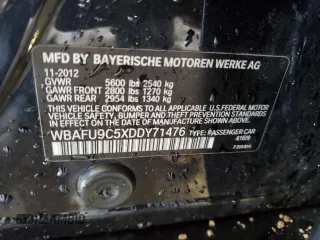 MFD BY BAYERISCHE MOTOREN WERKE AG
11-2012
GVWR 5600 lbs 2540 kg
GAWR FRONT 2800 lbs 1270 kg
GAWR REAR 2954 lbs 1340 kg
THIS VEHICLE CONFORMS TO ALL APPLICABLE
FEDERAL MOTOR VEHICLE SAFETY, BUMPER
AND THEFT PREVENTION STANDARDS IN EFFECT
ON THE DATE OF MANUFACTURE SHOWN ABOVE.
WBAFU9C5XDDY71476 TYPE: PASSENGER CAR